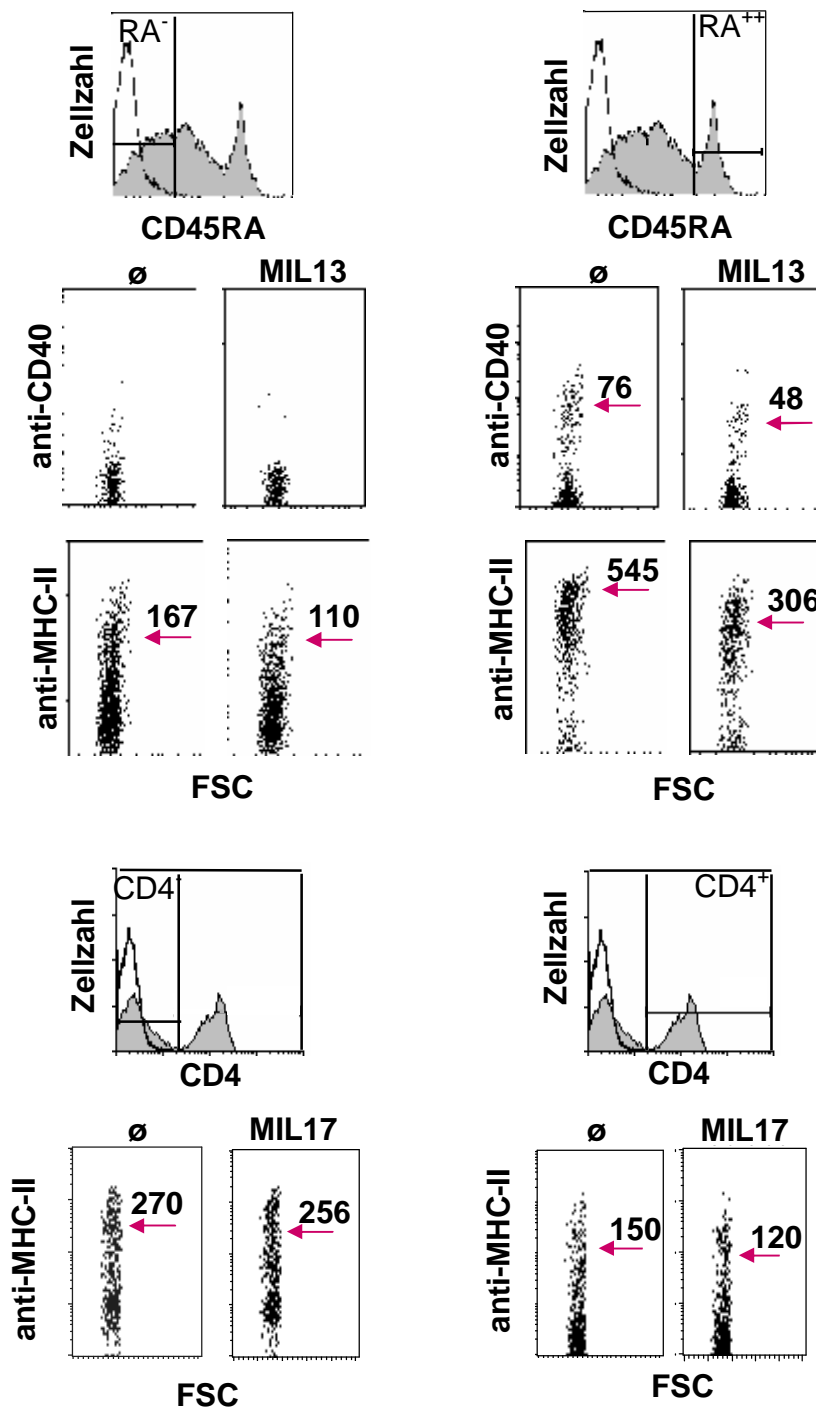 RA⁻
RA⁺⁺
Zellzahl
Zellzahl
CD45RA
CD45RA
ø
MIL13
ø
MIL13
anti-CD40
anti-CD40
76
48
anti-MHC-II
167
110
anti-MHC-II
545
306
FSC
FSC
CD4⁻
CD4⁺
Zellzahl
Zellzahl
CD4
CD4
ø
MIL17
ø
MIL17
anti-MHC-II
270
256
anti-MHC-II
150
120
FSC
FSC